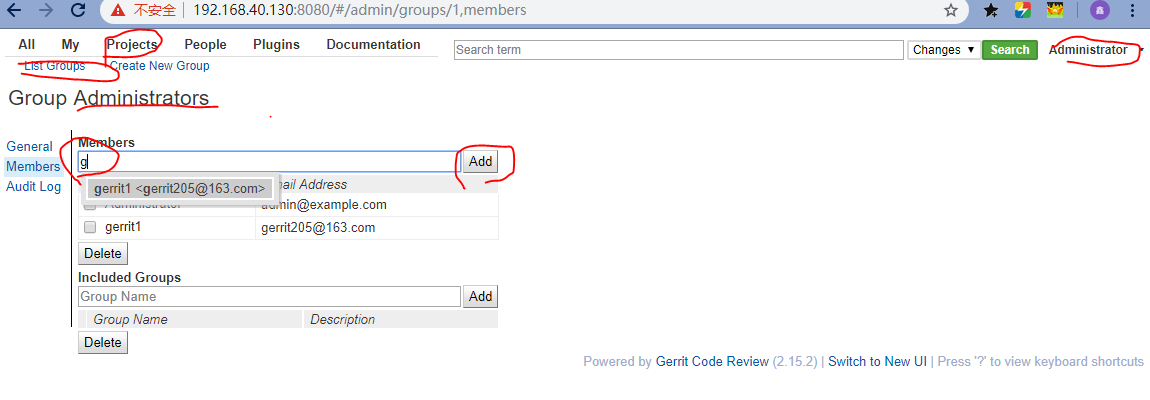 不安全 192.168.40.130:8080/#/admin/groups/1,members
All My Projects People Plugins Documentation Search term Changes Search Administrator
List Groups Create New Group
Group Administrators
General
Members
Audit Log
Members
g Add
gerrit1 <gerrit205@163.com>
ail Address
Administrator admin@example.com
gerrit1 gerrit205@163.com
Delete
Included Groups
Group Name Add
Group Name Description
Delete
Powered by Gerrit Code Review (2.15.2) | Switch to New UI | Press '?' to view keyboard shortcuts